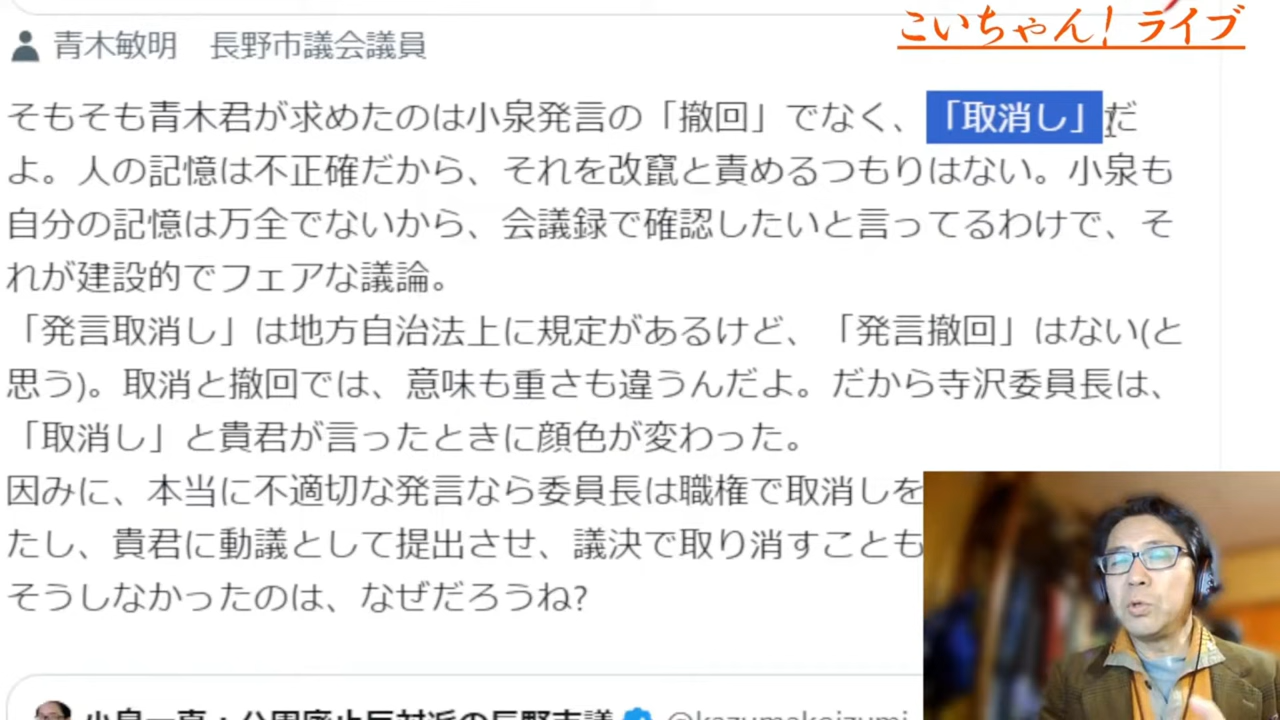 こいちゃん!ライブ
青木敏明 長野市議会議員
そもそも青木君が求めたのは小泉発言の「撤回」でなく、「取消し」だ
よ。人の記憶は不正確だから、それを改竄と責めるつもりはない。小泉も
自分の記憶は万全でないから、会議録で確認したいと言ってるわけで、そ
れが建設的でフェアな議論。
「発言取消し」は地方自治法上に規定があるけど、「発言撤回」はない(と
思う)。取消と撤回では、意味も重さも違うんだよ。だから寺沢委員長は、
「取消し」と貴君が言ったときに顔色が変わった。
因みに、本当に不適切な発言なら委員長は職権で取消しを
たし、貴君に動議として提出させ、議決で取り消すことも
そうしなかったのは、なぜだろうね?
小泉一真:公園廃止反対派の長野市議 @kazumakoizumi